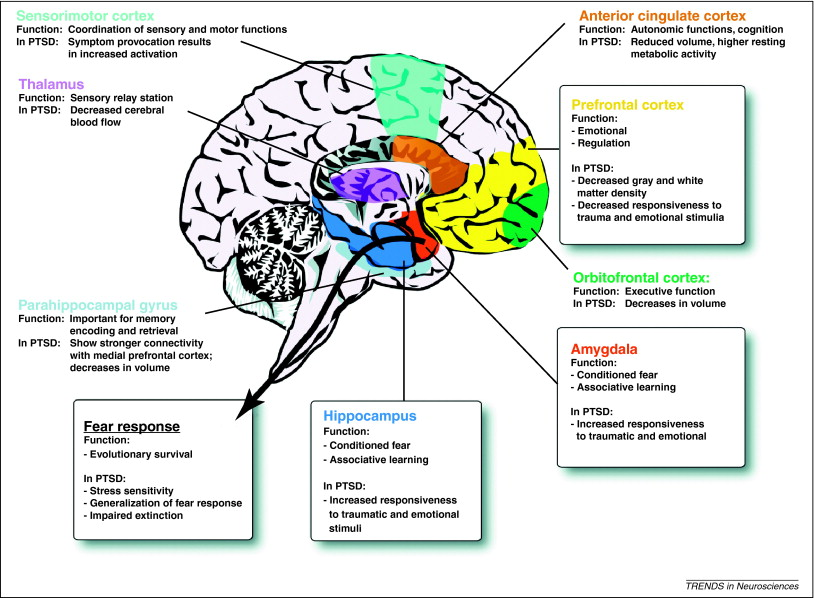 Sensorimotor cortex
Function: Coordination of sensory and motor functions
In PTSD: Symptom provocation results
in increased activation
Thalamus
Function: Sensory relay station
In PTSD: Decreased cerebral
blood flow
Anterior cingulate cortex
Function: Autonomic functions, cognition
In PTSD: Reduced volume, higher resting
metabolic activity
Prefrontal cortex
Function:
- Emotional
- Regulation
In PTSD:
- Decreased gray and white
matter density
- Decreased responsiveness to
trauma and emotional stimulia
Orbitofrontal cortex:
Function: Executive function
In PTSD: Decreases in volume
Parahippocampal gyrus
Function: Important for memory
encoding and retrieval
In PTSD: Show stronger connectivity
with medial prefrontal cortex;
decreases in volume
Amygdala
Function:
- Conditioned fear
- Associative learning
In PTSD:
- Increased responsiveness
to traumatic and emotional
Fear response
Function:
- Evolutionary survival
In PTSD:
- Stress sensitivity
- Generalization of fear response
- Impaired extinction
Hippocampus
Function:
- Conditioned fear
- Associative learning
In PTSD:
- Increased responsiveness
to traumatic and emotional
stimuli
TRENDS in Neurosciences